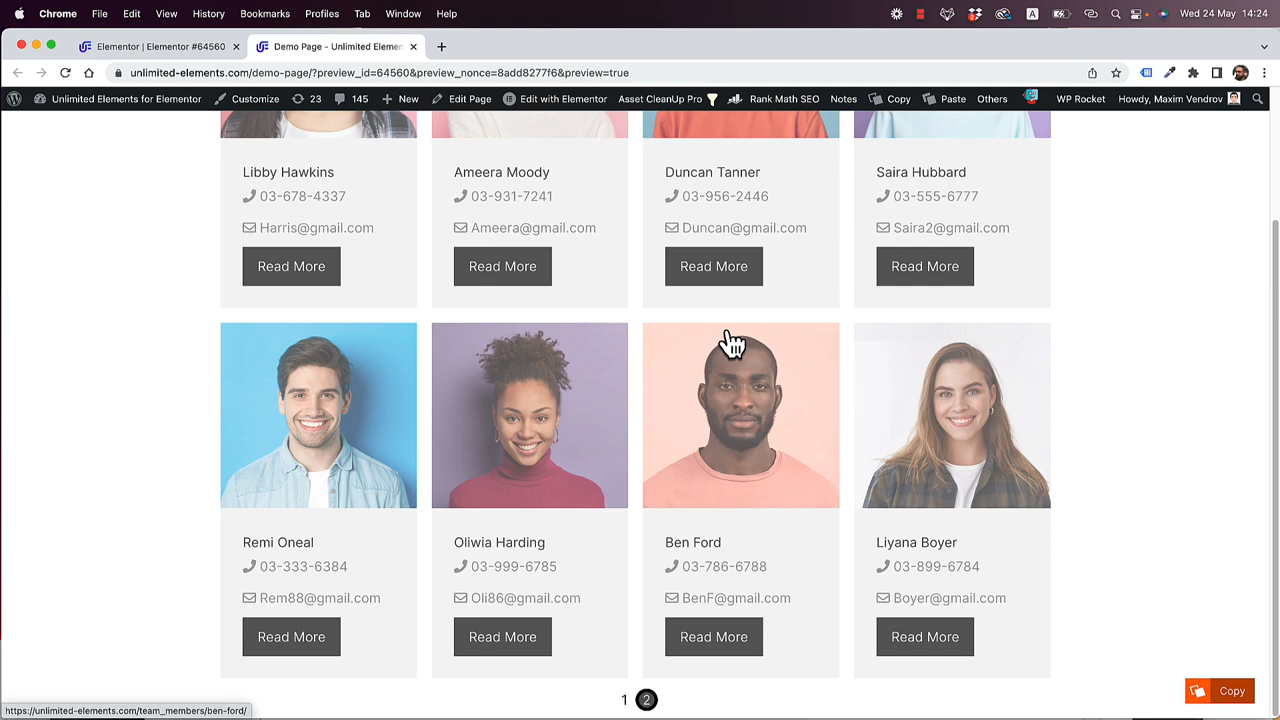 Chrome File Edit View History Bookmarks Profiles Tab Window Help A Wed 24 May 14:24
Elementor | Elementor #64560 Demo Page - Unlimited Elemen
unlimited-elements.com/demo-page/?preview_id=64560&preview_nonce=8add8277f6&preview=true
Unlimited Elements for Elementor Customize 23 145 New Edit Page Edit with Elementor Asset CleanUp Pro Rank Math SEO Notes Copy Paste Others WP Rocket Howdy, Maxim Vendrov
Libby Hawkins Ameera Moody Duncan Tanner Saira Hubbard
03-678-4337 03-931-7241 03-956-2446 03-555-6777
Harris@gmail.com Ameera@gmail.com Duncan@gmail.com Saira2@gmail.com
Read More Read More Read More Read More
Remi Oneal Oliwia Harding Ben Ford Liyana Boyer
03-333-6384 03-999-6785 03-786-6788 03-899-6784
Rem88@gmail.com Oli86@gmail.com BenF@gmail.com Boyer@gmail.com
Read More Read More Read More Read More
1 2
Copy
https://unlimited-elements.com/team_members/ben-ford/